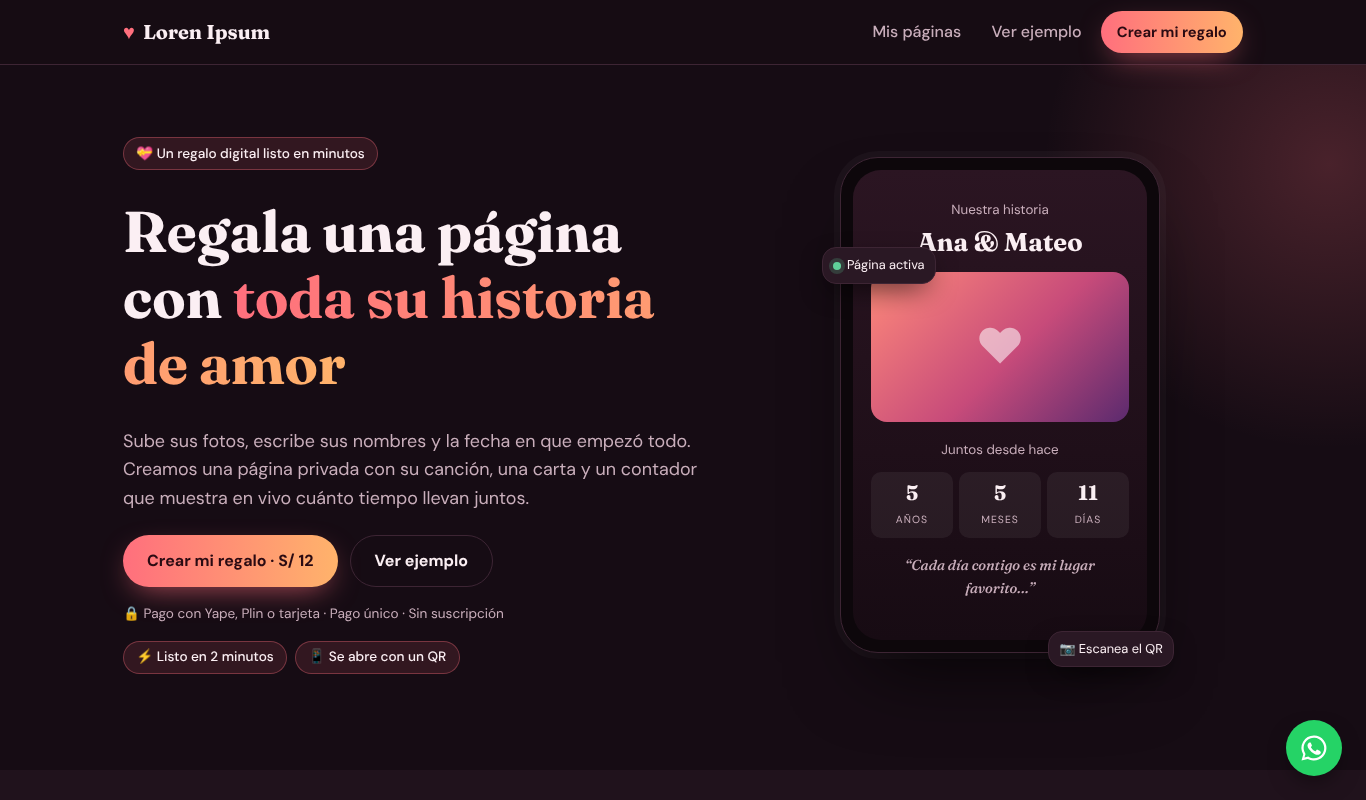 ♥ Loren Ipsum
Mis páginas
Ver ejemplo
Crear mi regalo
💝 Un regalo digital listo en minutos
Regala una página
con toda su historia
de amor
Sube sus fotos, escribe sus nombres y la fecha en que empezó todo.
Creamos una página privada con su canción, una carta y un contador
que muestra en vivo cuánto tiempo llevan juntos.
Crear mi regalo · S/ 12
Ver ejemplo
🔒 Pago con Yape, Plin o tarjeta · Pago único · Sin suscripción
⚡ Listo en 2 minutos
📱 Se abre con un QR
Nuestra historia
Ana & Mateo
Página activa
Juntos desde hace
5
AÑOS
5
MESES
11
DÍAS
“Cada día contigo es mi lugar
favorito...”
📷 Escanea el QR